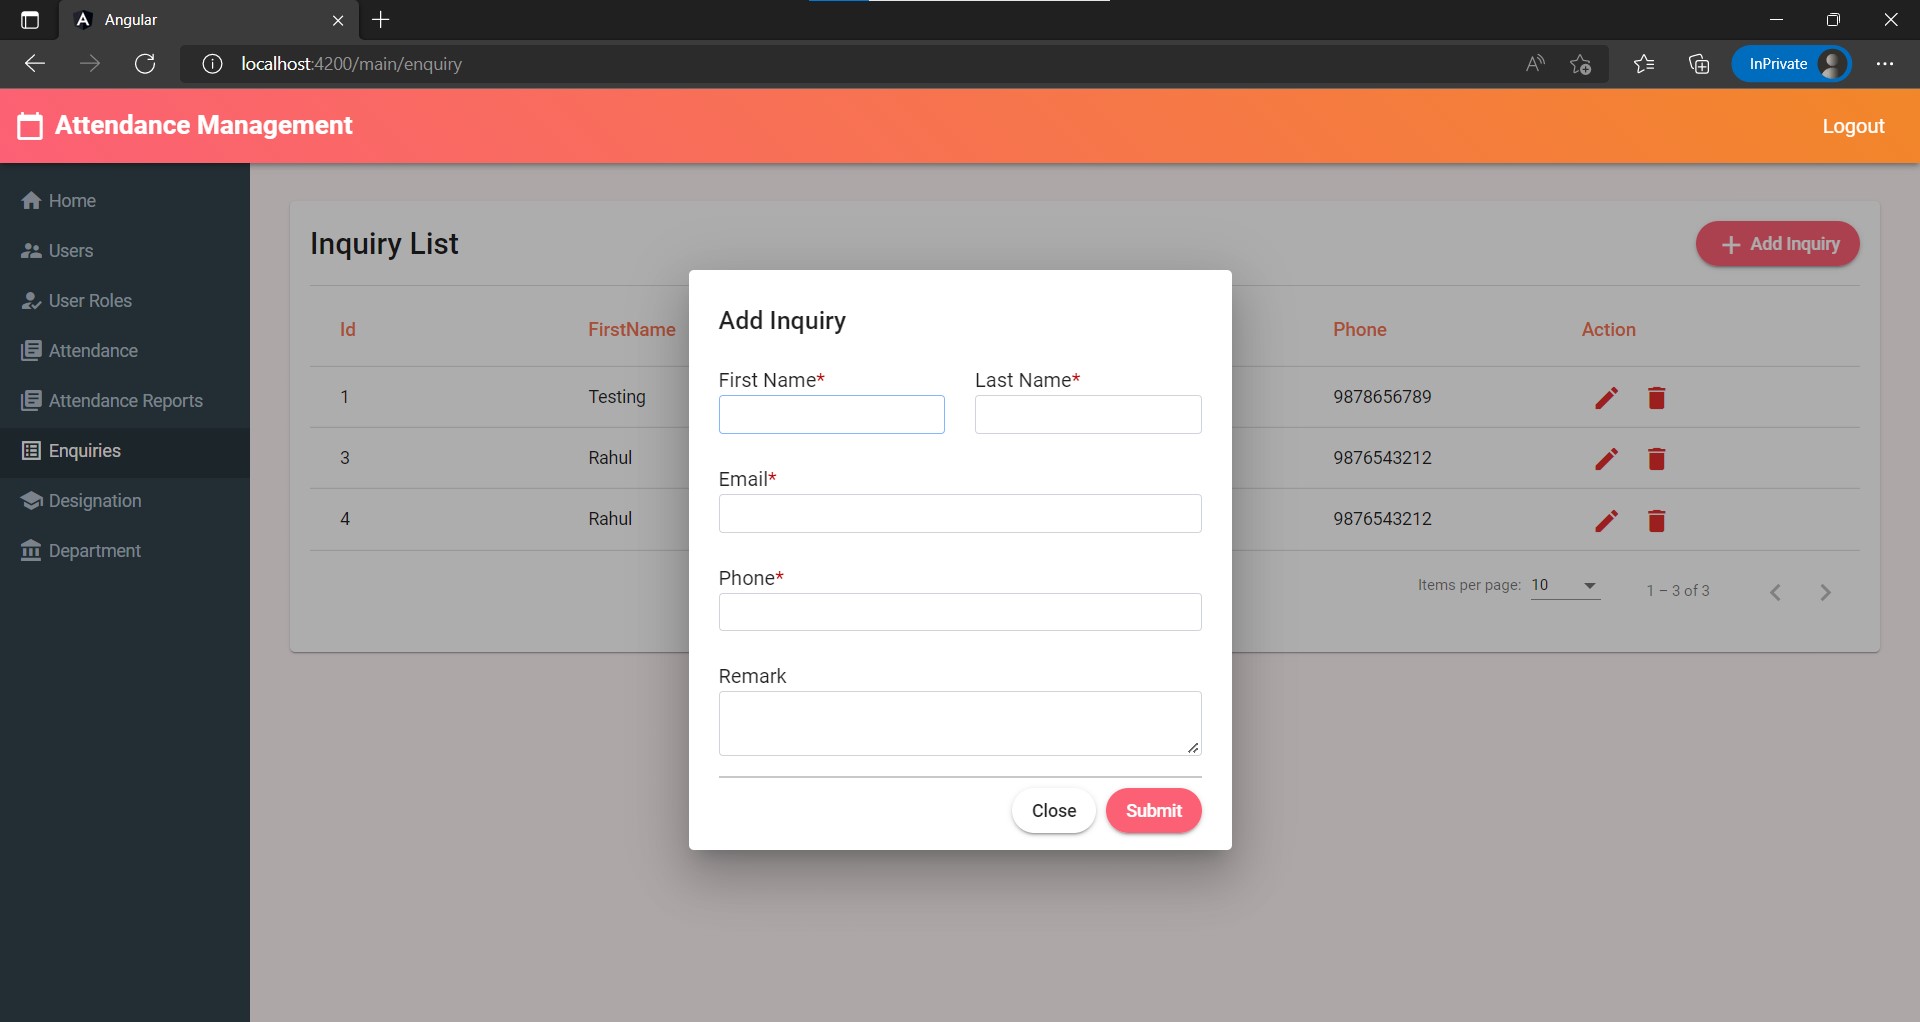 Angular
localhost:4200/main/enquiry
InPrivate
Attendance Management
Logout
Home
Users
User Roles
Attendance
Attendance Reports
Enquiries
Designation
Department
Inquiry List
Add Inquiry
Id FirstName Phone Action
1 Testing 9878656789
3 Rahul 9876543212
4 Rahul 9876543212
Items per page: 10 1 – 3 of 3
Add Inquiry
First Name* Last Name*
Email*
Phone*
Remark
Close Submit